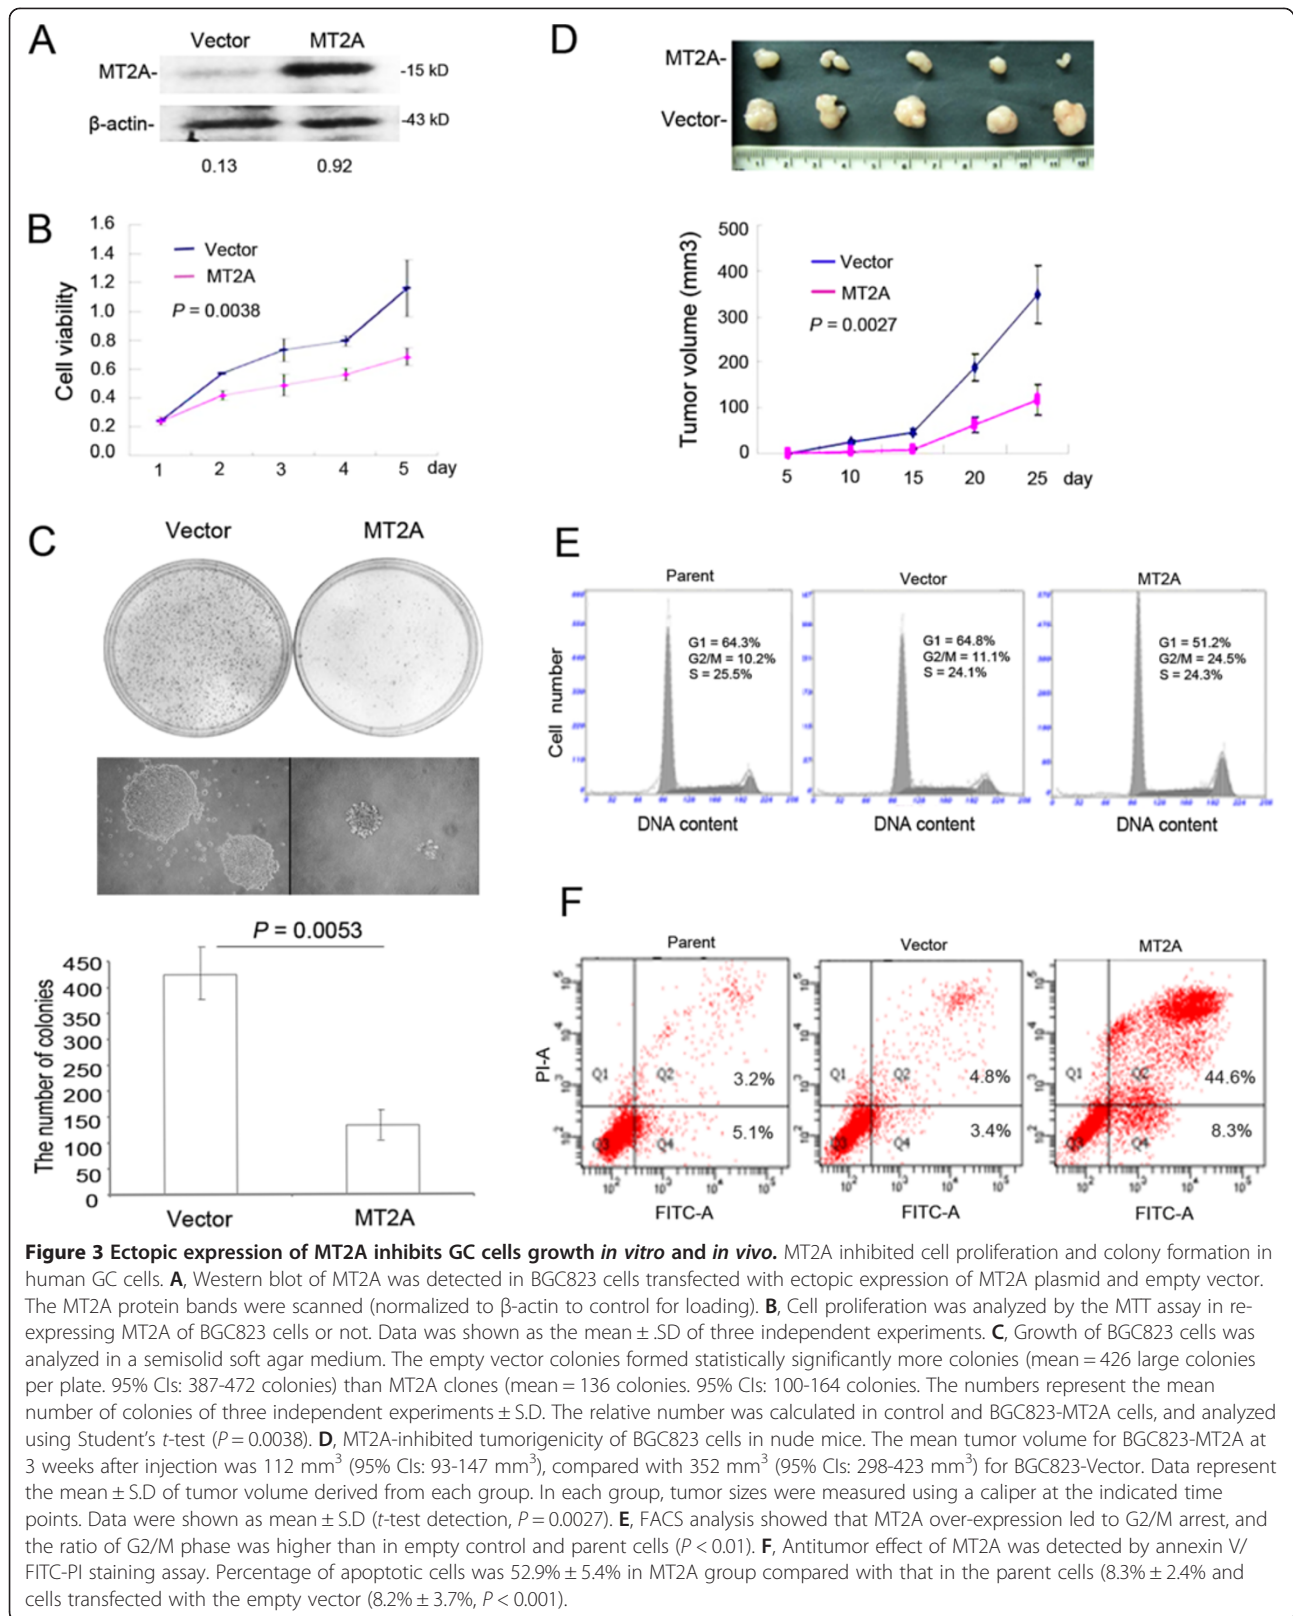 A
Vector MT2A
MT2A- -15 kD
β-actin- -43 kD
0.13 0.92
D
MT2A-
Vector-
1 2 3 4 5 6 7 8 9 10 11 12
B
1.6
1.4
1.2
1.0
0.8
0.6
0.4
0.2
0.0
Cell viability
Vector
MT2A
P = 0.0038
1 2 3 4 5 day
500
400
300
200
100
0
Tumor volume (mm3)
Vector
MT2A
P = 0.0027
5 10 15 20 25 day
C
Vector MT2A
P = 0.0053
450
400
350
300
250
200
150
100
50
0
The number of colonies
Vector MT2A
E
Parent Vector MT2A
Cell number
G1 = 64.3%
G2/M = 10.2%
S = 25.5%
G1 = 64.8%
G2/M = 11.1%
S = 24.1%
G1 = 51.2%
G2/M = 24.5%
S = 24.3%
DNA content DNA content DNA content
F
Parent Vector MT2A
PI-A
Q1 Q2 3.2%
Q3 Q4 5.1%
Q1 Q2 4.8%
Q3 Q4 3.4%
Q1 Q2 44.6%
Q3 Q4 8.3%
10² 10³ 10⁴ 10⁵
10² 10³ 10⁴ 10⁵
10² 10³ 10⁴ 10⁵
FITC-A FITC-A FITC-A
Figure 3 Ectopic expression of MT2A inhibits GC cells growth in vitro and in vivo. MT2A inhibited cell proliferation and colony formation in
human GC cells. A, Western blot of MT2A was detected in BGC823 cells transfected with ectopic expression of MT2A plasmid and empty vector.
The MT2A protein bands were scanned (normalized to β-actin to control for loading). B, Cell proliferation was analyzed by the MTT assay in re-
expressing MT2A of BGC823 cells or not. Data was shown as the mean ± .SD of three independent experiments. C, Growth of BGC823 cells was
analyzed in a semisolid soft agar medium. The empty vector colonies formed statistically significantly more colonies (mean = 426 large colonies
per plate. 95% CIs: 387-472 colonies) than MT2A clones (mean = 136 colonies. 95% CIs: 100-164 colonies. The numbers represent the mean
number of colonies of three independent experiments ± S.D. The relative number was calculated in control and BGC823-MT2A cells, and analyzed
using Student's t-test (P = 0.0038). D, MT2A-inhibited tumorigenicity of BGC823 cells in nude mice. The mean tumor volume for BGC823-MT2A at
3 weeks after injection was 112 mm³ (95% CIs: 93-147 mm³), compared with 352 mm³ (95% CIs: 298-423 mm³) for BGC823-Vector. Data represent
the mean ± S.D of tumor volume derived from each group. In each group, tumor sizes were measured using a caliper at the indicated time
points. Data were shown as mean ± S.D (t-test detection, P = 0.0027). E, FACS analysis showed that MT2A over-expression led to G2/M arrest, and
the ratio of G2/M phase was higher than in empty control and parent cells (P < 0.01). F, Antitumor effect of MT2A was detected by annexin V/
FITC-PI staining assay. Percentage of apoptotic cells was 52.9% ± 5.4% in MT2A group compared with that in the parent cells (8.3% ± 2.4% and
cells transfected with the empty vector (8.2% ± 3.7%, P < 0.001).